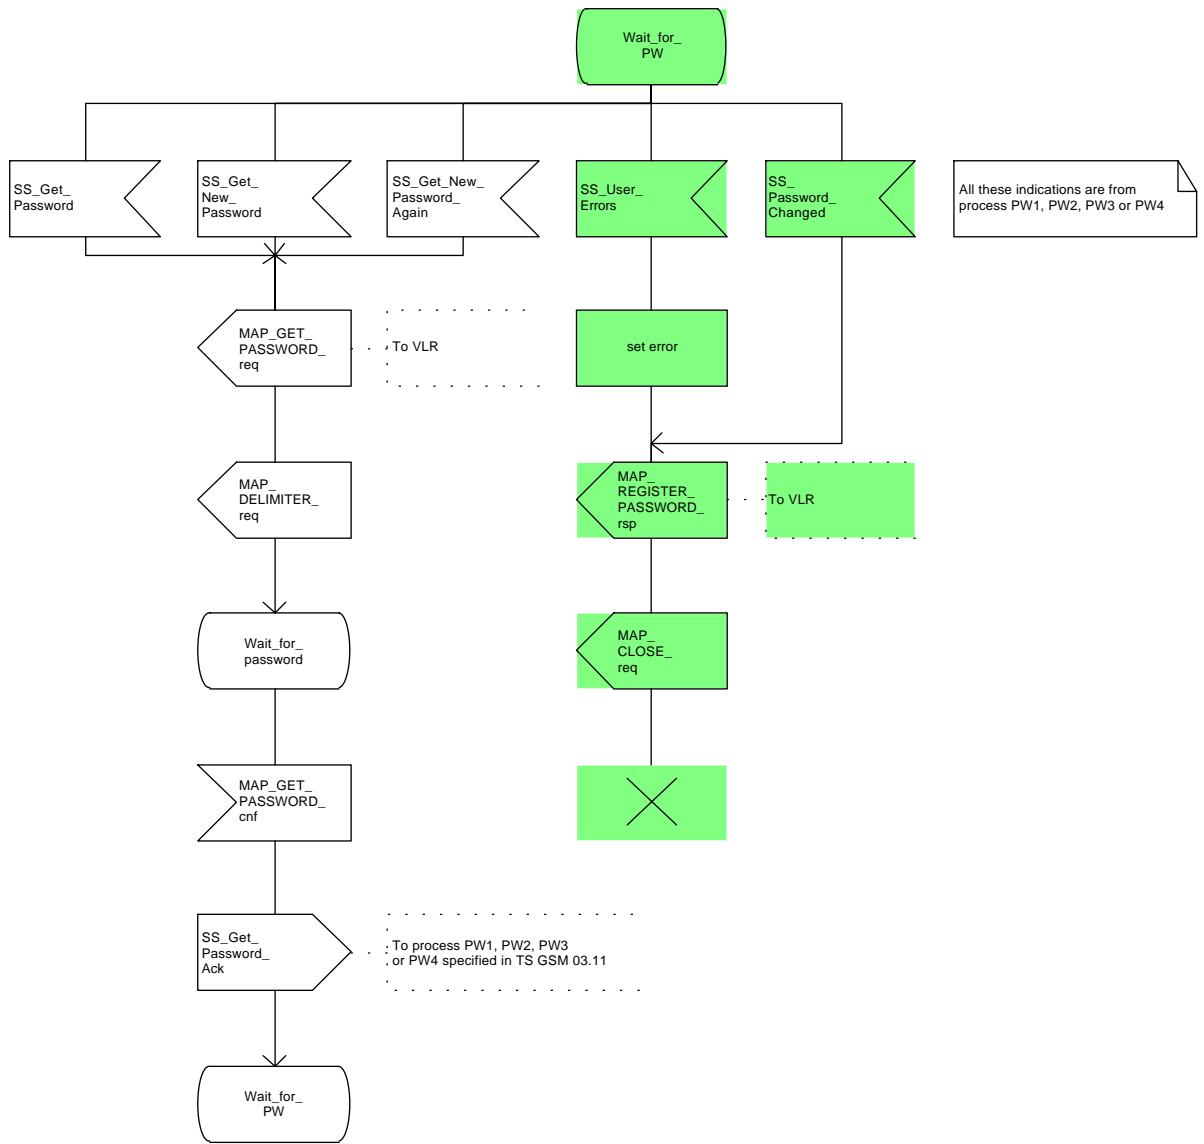 Wait_for_
PW
SS_Get_
Password
SS_Get_
New_
Password
SS_Get_New_
Password_
Again
SS_User_
Errors
SS_
Password_
Changed
All these indications are from
process PW1, PW2, PW3 or PW4
MAP_GET_
PASSWORD_
req
To VLR
set error
MAP_
DELIMITER_
req
MAP_
REGISTER_
PASSWORD_
rsp
To VLR
Wait_for_
password
MAP_
CLOSE_
req
MAP_GET_
PASSWORD_
cnf
SS_Get_
Password_
Ack
To process PW1, PW2, PW3
or PW4 specified in TS GSM 03.11
Wait_for_
PW